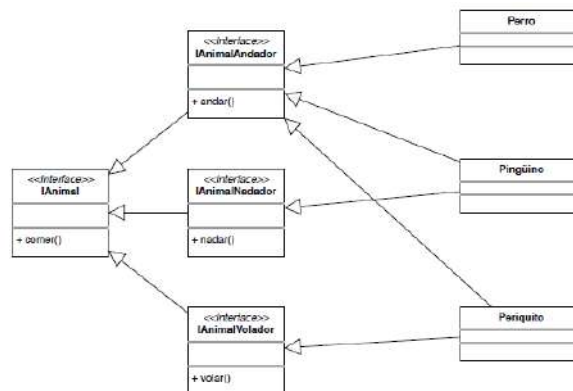 <<Interface>>
IAnimal
+ comer()
<<Interface>>
IAnimalAndador
+ andar()
<<Interface>>
IAnimalNadador
+ nadar()
<<Interface>>
IAnimalVolador
+ volar()
Perro
Pingüino
Periquito